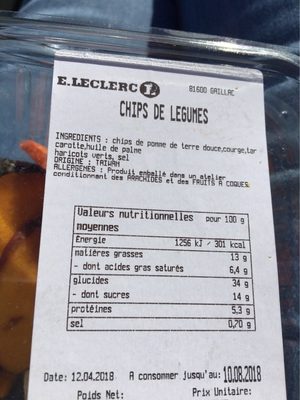 E.LECLERC L
81600 GAILLAC
CHIPS DE LEGUMES
INGREDIENTS : chips de pomme de terre douce,courge,tar
carotte,huile de palme
haricots verts, sel
ORIGINE : TAIWAN
ALLERGENES : Produit emballé dans un atelier
conditionnant des ARACHIDES et des FRUITS A COQUES
Valeurs nutritionnelles pour 100 g
moyennes
Energie 1256 kJ / 301 kcal
matières grasses 13 g
- dont acides gras saturés 6,4 g
glucides 34 g
- dont sucres 14 g
protéines 5,3 g
sel 0,70 g
Date: 12.04.2018 A consommer jusqu'au: 10.08.2018
Poids Net: Prix Unitaire: